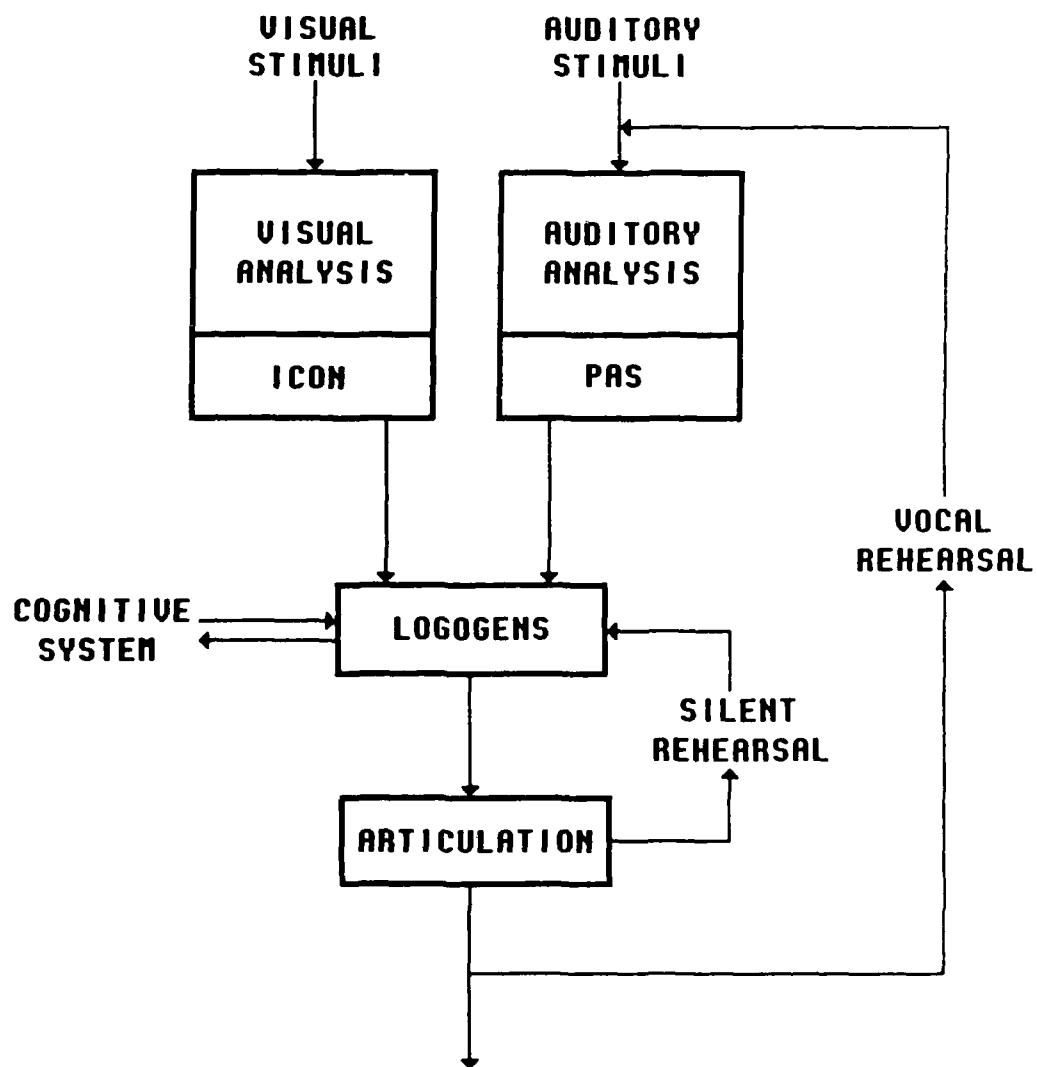 VISUAL
STIMULI
AUDITORY
STIMULI
VISUAL
ANALYSIS
AUDITORY
ANALYSIS
ICON
PAS
VOCAL
REHEARSAL
COGNITIVE
SYSTEM
LOGOGENS
SILENT
REHEARSAL
ARTICULATION